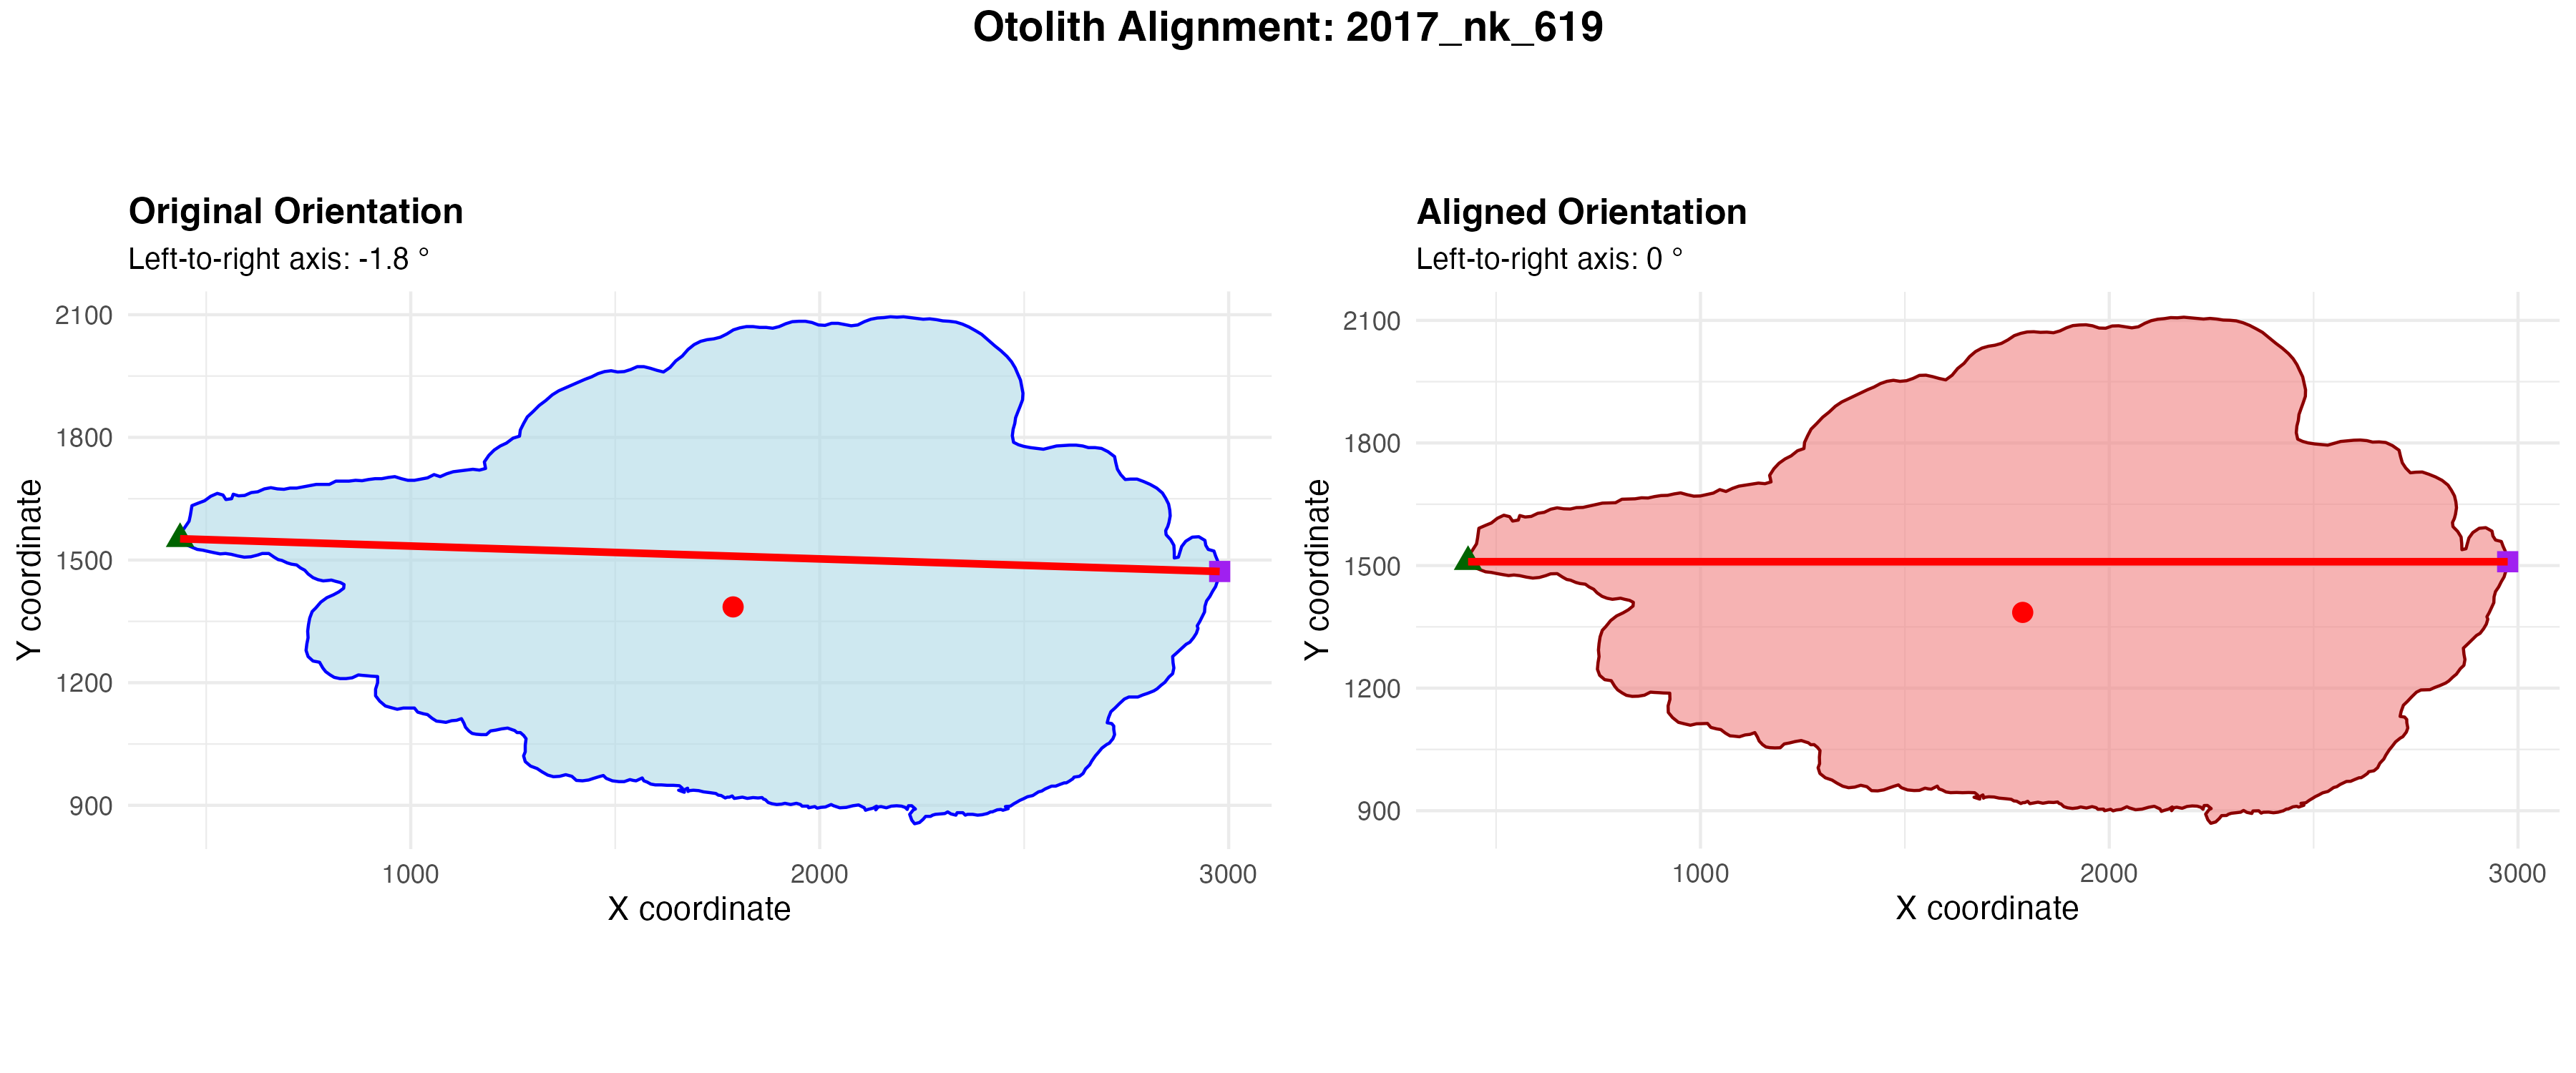 Otolith Alignment: 2017_nk_619
Original Orientation
Left-to-right axis: -1.8 °
2100
1800
1500
1200
900
Y coordinate
1000
2000
3000
X coordinate
Aligned Orientation
Left-to-right axis: 0 °
2100
1800
1500
1200
900
Y coordinate
1000
2000
3000
X coordinate